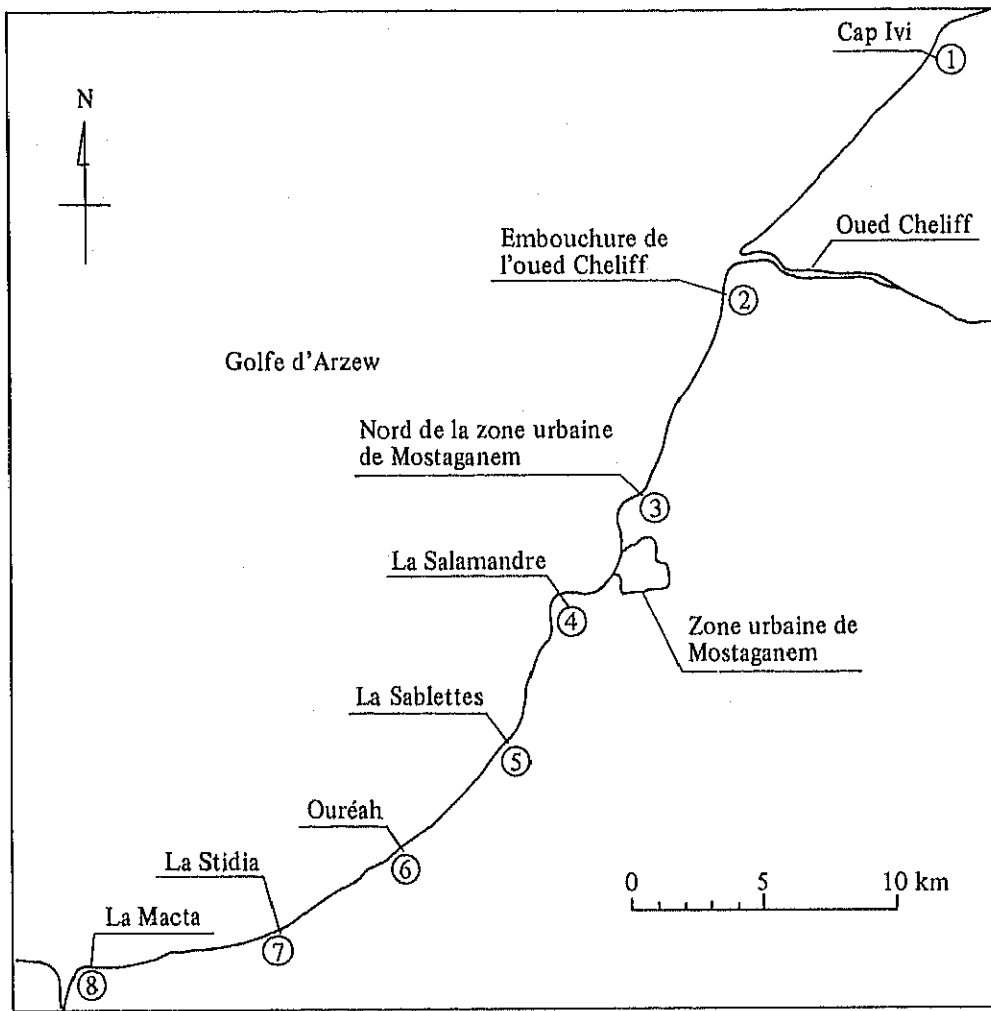 Cap Ivi
①
N
Embouchure de
l'oued Cheliff
Oued Cheliff
②
Golfe d'Arzew
Nord de la zone urbaine
de Mostaganem
③
La Salamandre
④
Zone urbaine de
Mostaganem
La Sablettes
⑤
Ouréah
⑥
La Stidia
⑦
0 5 10 km
La Macta
⑧